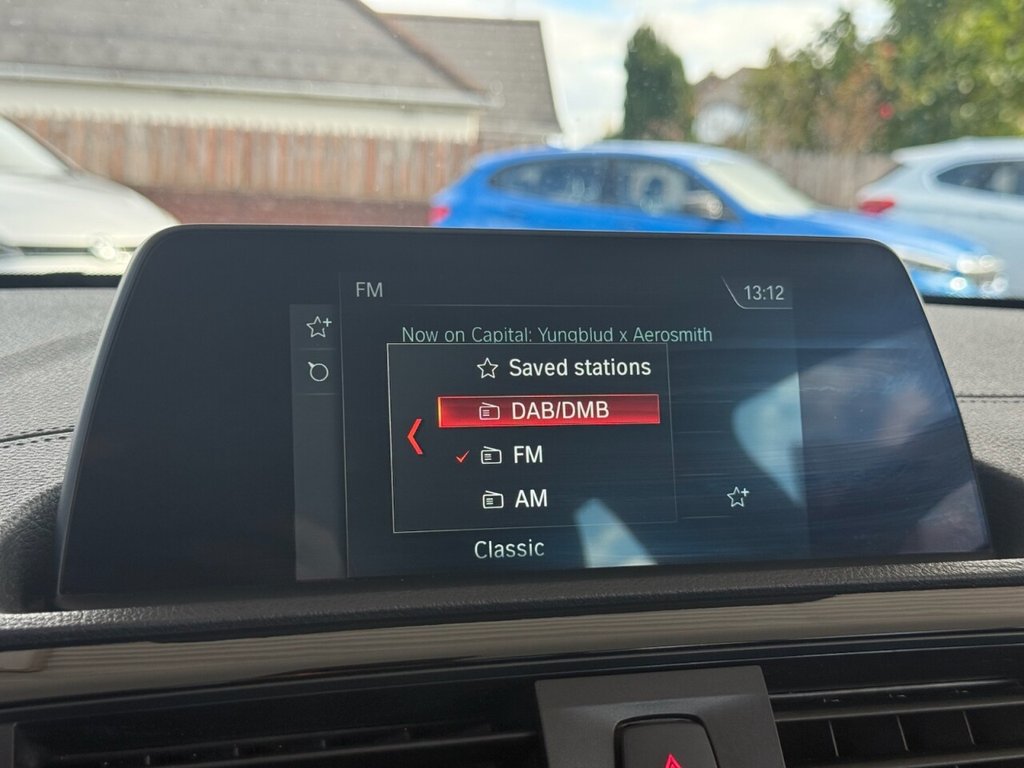 FM
13:12
Now on Capital: Yungblud x Aerosmith
Saved stations
DAB/DMB
FM
AM
Classic